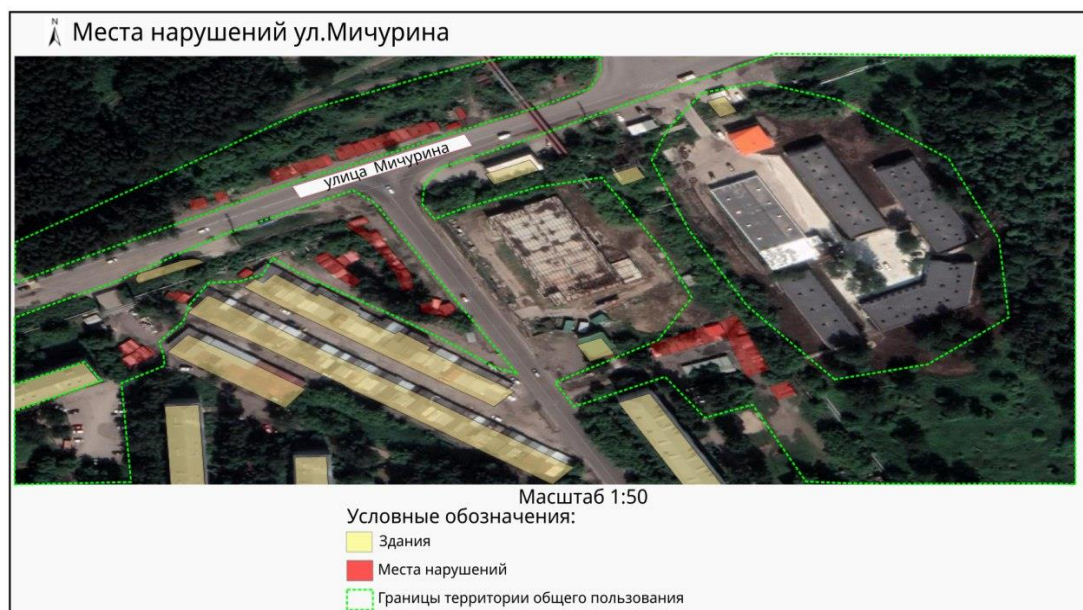 N
Места нарушений ул.Мичурина
улица Мичурина
Масштаб 1:50
Условные обозначения:
Здания
Места нарушений
Границы территории общего пользования